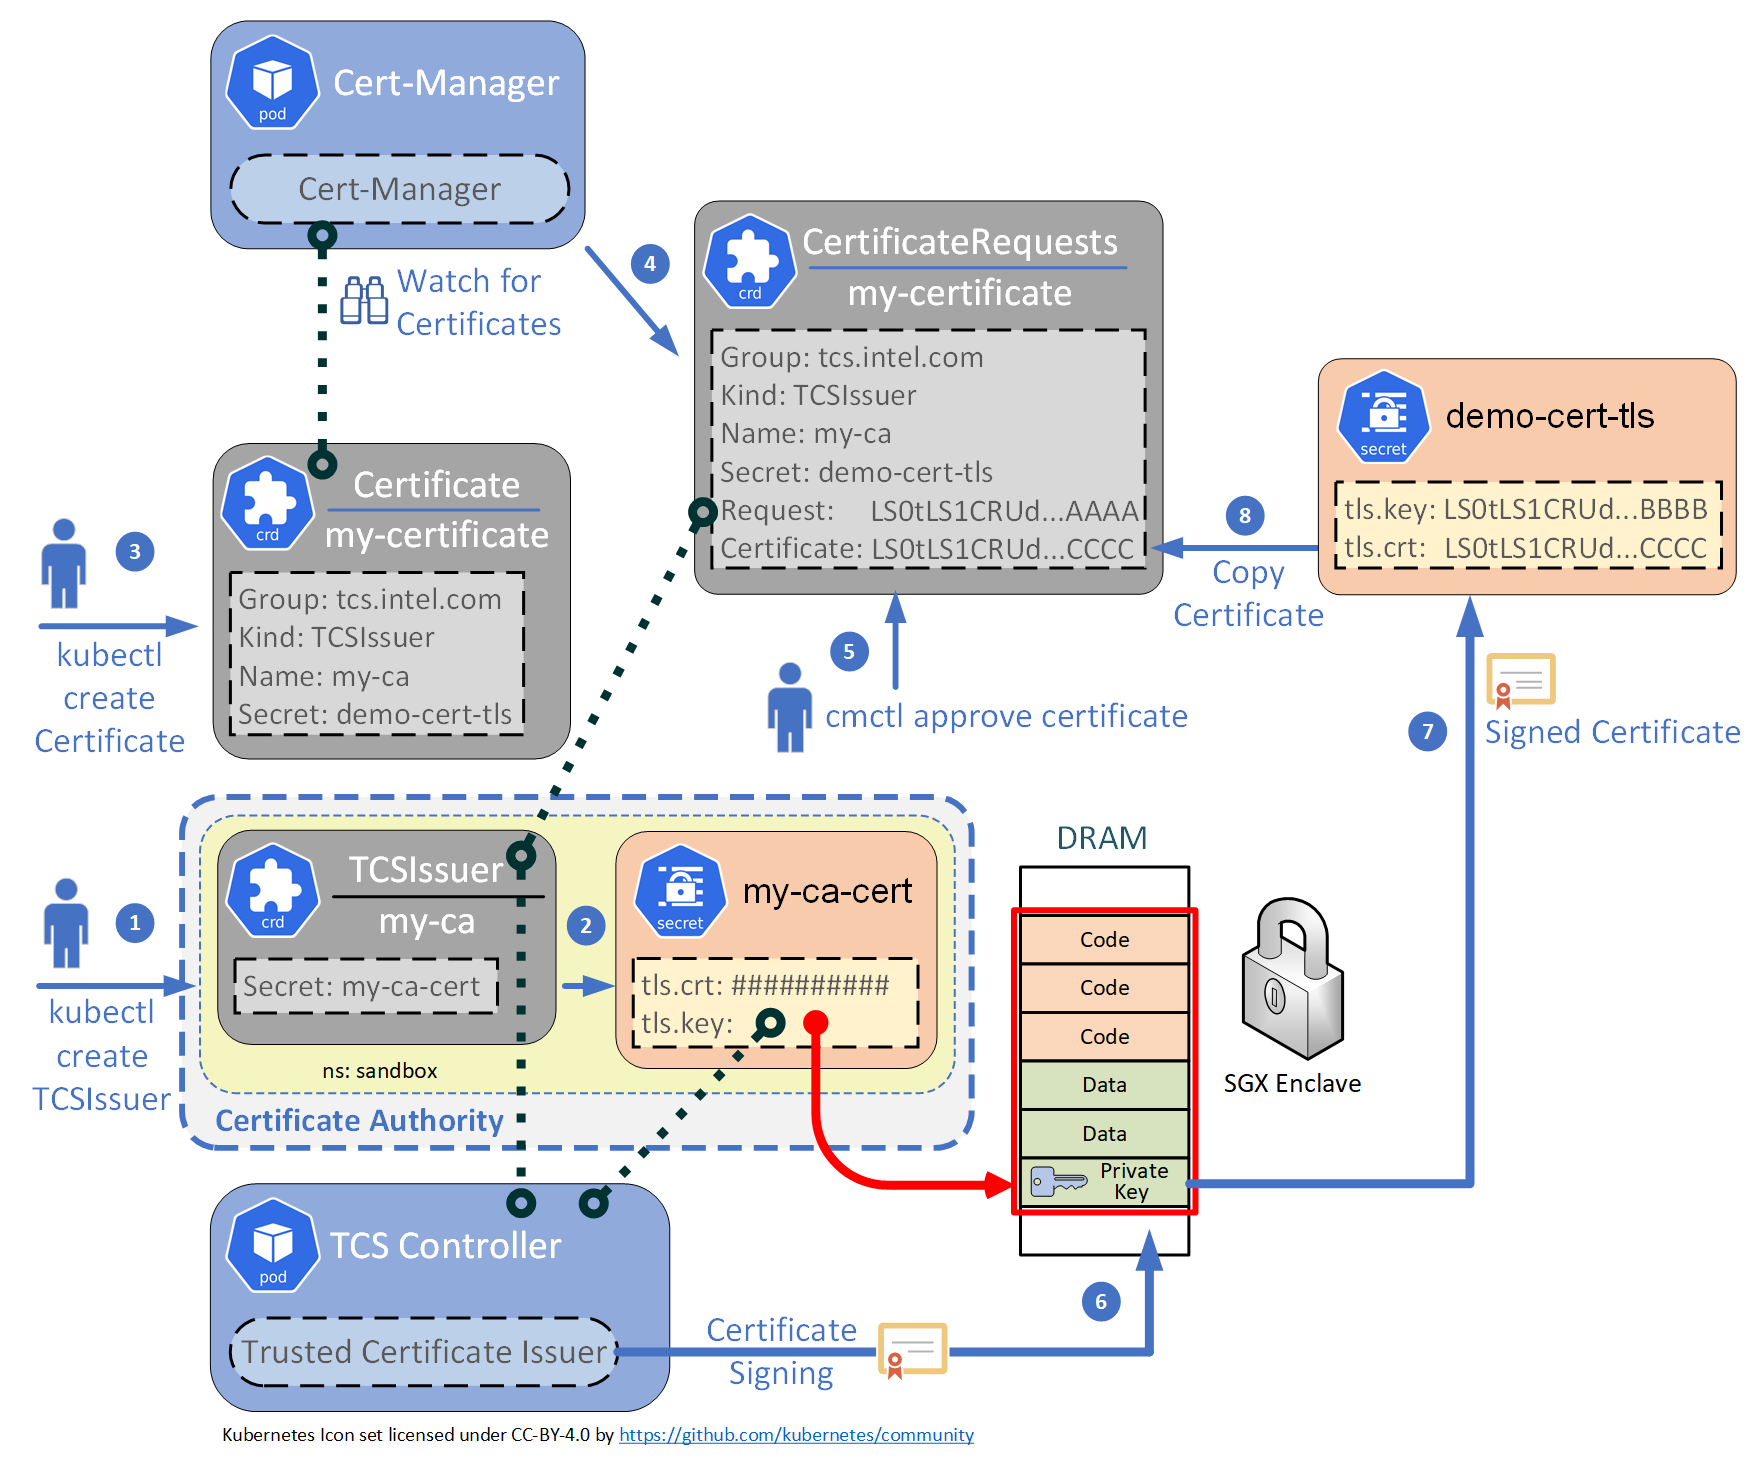 pod
Cert-Manager
Cert-Manager
Watch for
Certificates
4
crd
CertificateRequests
my-certificate
Group: tcs.intel.com
Kind: TCSIssuer
Name: my-ca
Secret: demo-cert-tls
Request: LS0tLS1CRUd...AAAA
Certificate: LS0tLS1CRUd...CCCC
secret
demo-cert-tls
tls.key: LS0tLS1CRUd...BBBB
tls.crt: LS0tLS1CRUd...CCCC
8
Copy
Certificate
3
kubectl
create
Certificate
crd
Certificate
my-certificate
Group: tcs.intel.com
Kind: TCSIssuer
Name: my-ca
Secret: demo-cert-tls
5
cmctl approve certificate
7
Signed Certificate
1
kubectl
create
TCSIssuer
crd
TCSIssuer
my-ca
Secret: my-ca-cert
2
secret
my-ca-cert
tls.crt: ##########
tls.key:
ns: sandbox
Certificate Authority
DRAM
Code
Code
Code
Data
Data
Private
Key
SGX Enclave
pod
TCS Controller
Trusted Certificate Issuer
Certificate
Signing
6
Kubernetes Icon set licensed under CC-BY-4.0 by https://github.com/kubernetes/community